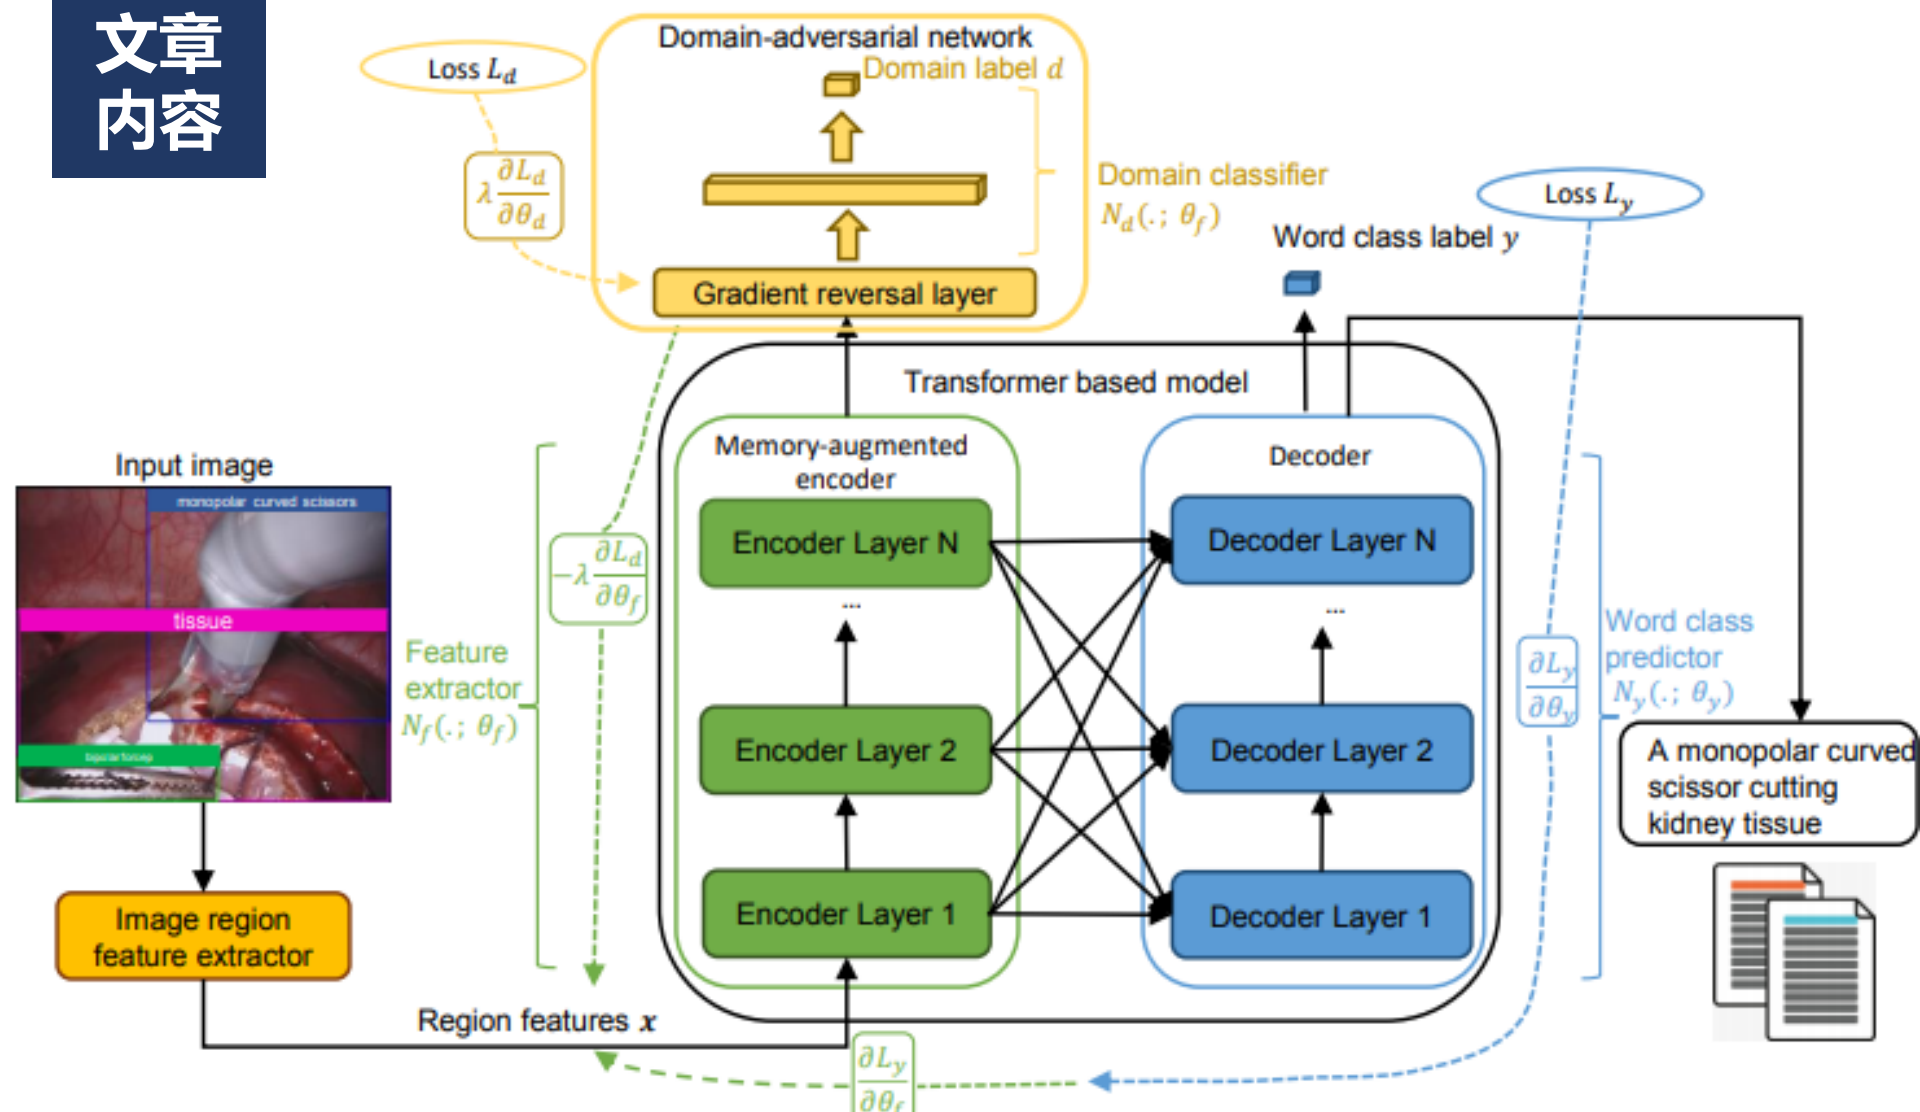 文章
内容
Domain-adversarial network
Loss L_d
Domain label d
λ ∂L_d/∂θ_d
Domain classifier
N_d(.; θ_f)
Loss L_y
Word class label y
Gradient reversal layer
Transformer based model
Memory-augmented
encoder
Decoder
Input image
monopolar curved scissors
tissue
bipolar forcep
Encoder Layer N
Decoder Layer N
−λ ∂L_d/∂θ_f
...
...
Feature
extractor
N_f(.; θ_f)
Word class
predictor
N_y(.; θ_y)
∂L_y/∂θ_y
Encoder Layer 2
Decoder Layer 2
A monopolar curved
scissor cutting
kidney tissue
Encoder Layer 1
Decoder Layer 1
Image region
feature extractor
Region features x
∂L_y/∂θ_f